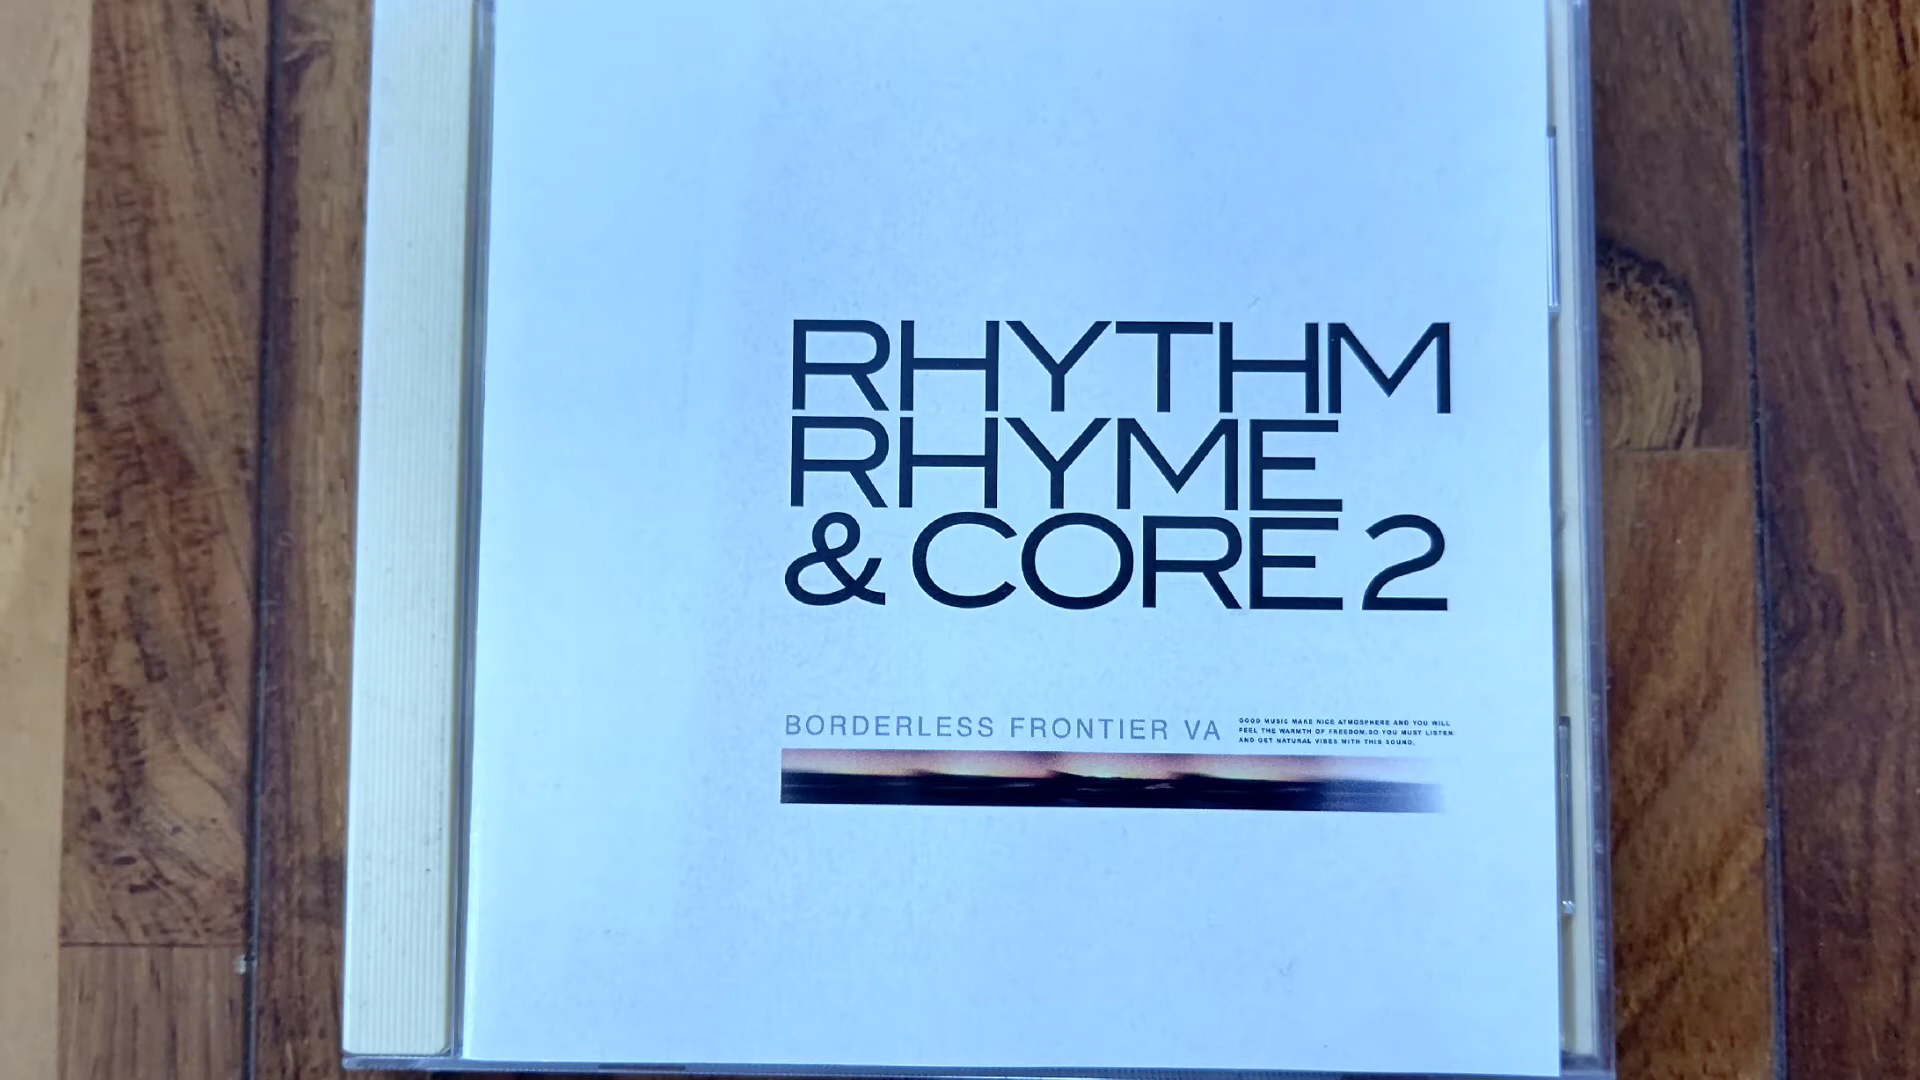 RHYTHM
RHYME
& CORE 2
BORDERLESS FRONTIER VA
GOOD MUSIC MAKE NICE ATMOSPHERE AND YOU WILL
FEEL THE WARMTH OF FREEDOM.SO YOU MUST LISTEN
AND GET NATURAL VIBES WITH THIS SOUND.